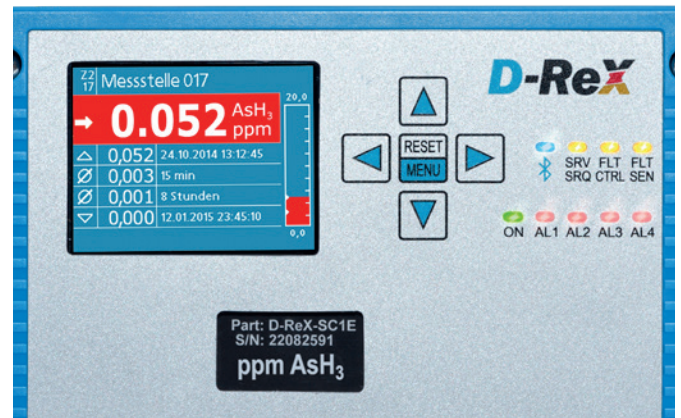 D-ReX
Z2
17
Messstelle 017
0.052 AsH₃
ppm
20,0
0,052 24.10.2014 13:12:45
0,003 15 min
0,001 8 Stunden
0,000 12.01.2015 23:45:10
0,0
RESET
MENU
SRV FLT FLT
SRQ CTRL SEN
ON AL1 AL2 AL3 AL4
Part: D-ReX-SC1E
S/N: 22082591
ppm AsH₃